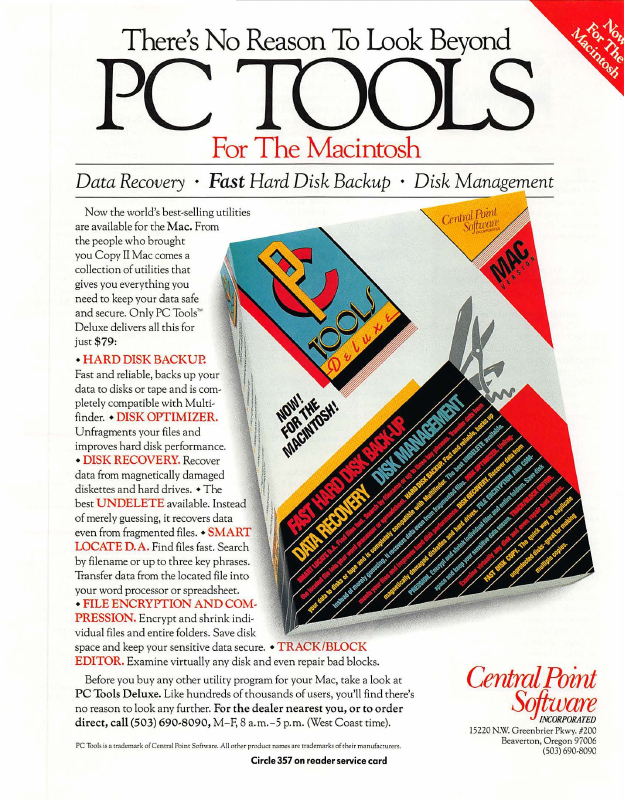 Now
For The
Macintosh
There's No Reason To Look Beyond
PC TOOLS
For The Macintosh
Data Recovery • Fast Hard Disk Backup • Disk Management
Now the world's best-selling utilities
are available for the Mac. From
the people who brought
you Copy II Mac comes a
collection of utilities that
gives you everything you
need to keep your data safe
and secure. Only PC Tools™
Deluxe delivers all this for
just $79:
• HARD DISK BACKUP.
Fast and reliable, backs up your
data to disks or tape and is com-
pletely compatible with Multi-
finder. • DISK OPTIMIZER.
Unfragments your files and
improves hard disk performance.
• DISK RECOVERY. Recover
data from magnetically damaged
diskettes and hard drives. • The
best UNDELETE available. Instead
of merely guessing, it recovers data
even from fragmented files. • SMART
LOCATE D.A. Find files fast. Search
by filename or up to three key phrases.
Transfer data from the located file into
your word processor or spreadsheet.
• FILE ENCRYPTION AND COM-
PRESSION. Encrypt and shrink indi-
vidual files and entire folders. Save disk
space and keep your sensitive data secure. • TRACK/BLOCK
EDITOR. Examine virtually any disk and even repair bad blocks.
Before you buy any other utility program for your Mac, take a look at
PC Tools Deluxe. Like hundreds of thousands of users, you'll find there's
no reason to look any further. For the dealer nearest you, or to order
direct, call (503) 690-8090, M–F, 8 a.m.–5 p.m. (West Coast time).
PC Tools is a trademark of Central Point Software. All other product names are trademarks of their manufacturers.
Circle 357 on reader service card
Central Point
Software
INCORPORATED
MAC
VERSION
PC
TOOLS
Deluxe
NOW!
FOR THE
MACINTOSH!
FAST HARD DISK BACK-UP
DATA RECOVERY DISK MANAGEMENT
Central Point
Software
INCORPORATED
15220 N.W. Greenbrier Pkwy. #200
Beaverton, Oregon 97006
(503) 690-8090